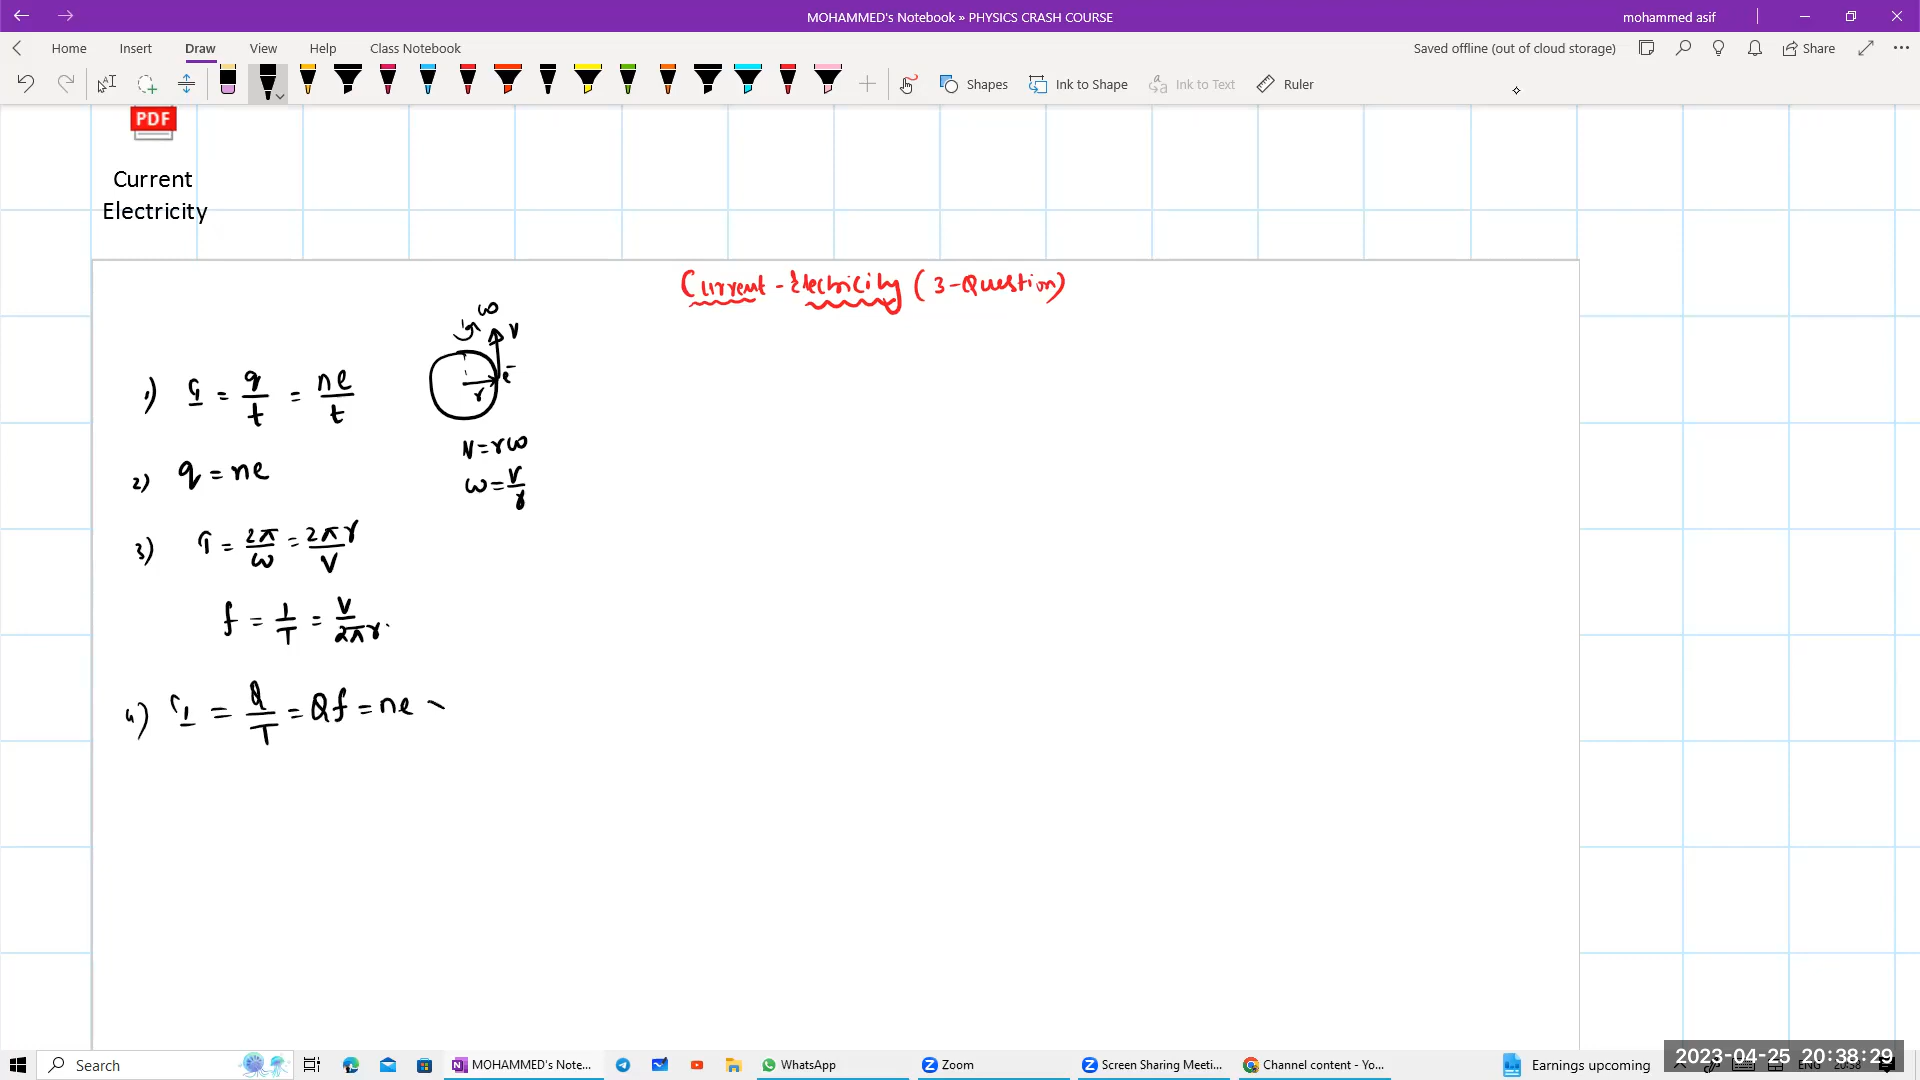 MOHAMMED's Notebook » PHYSICS CRASH COURSE
mohammed asif
Home Insert Draw View Help Class Notebook
Saved offline (out of cloud storage)
Share
Shapes Ink to Shape Ink to Text Ruler
PDF
Current
Electricity
Current - Electricity ( 3-Question)
ω
V
e⁻
r
1) I = q/t = ne/t
V = rω
2) q = ne
ω = V/r
3) T = 2π/ω = 2πr/V
f = 1/T = V/2πr
4) I = Q/T = Qf = ne
Search
MOHAMMED's Note...
WhatsApp
Zoom
Screen Sharing Meeti...
Channel content - Yo...
Earnings upcoming
2023-04-25 20:38:29